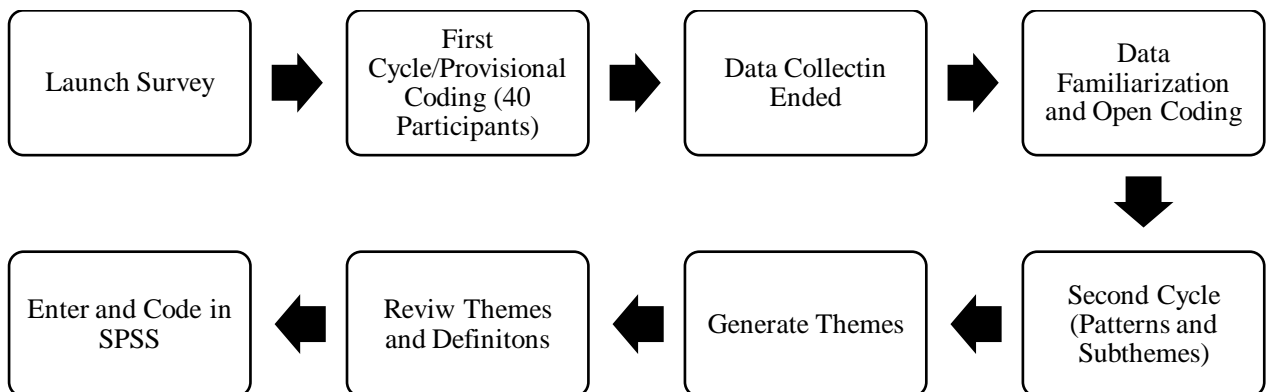 Launch Survey
First
Cycle/Provisional
Coding (40
Participants)
Data Collectin
Ended
Data
Familiarization
and Open Coding
Second Cycle
(Patterns and
Subthemes)
Generate Themes
Reviw Themes
and Definitons
Enter and Code in
SPSS